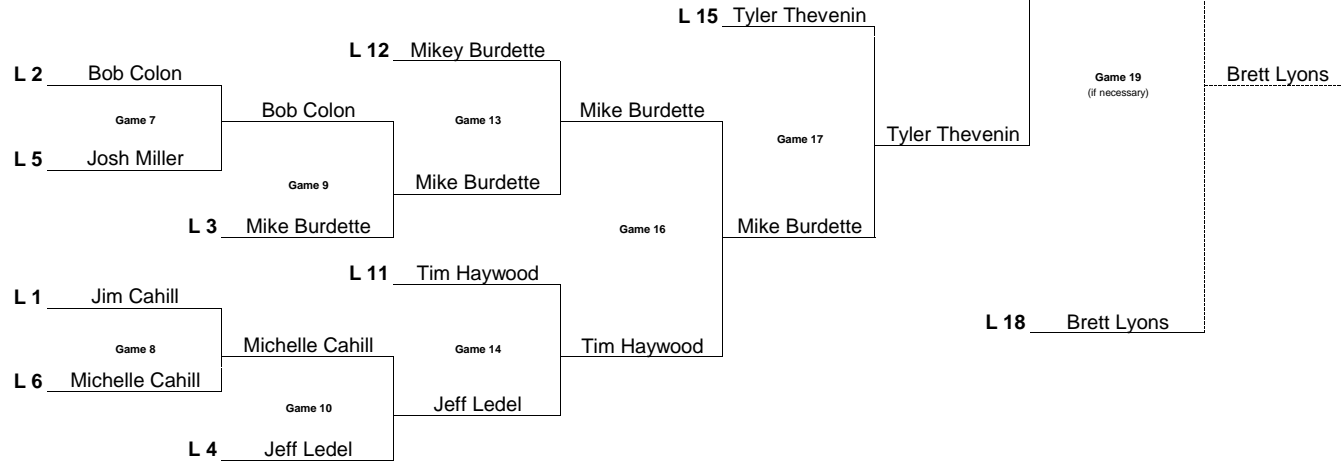 L 15 Tyler Thevenin
L 12 Mikey Burdette
L 2 Bob Colon
Game 19
(if necessary)
Brett Lyons
Game 7
Bob Colon
Game 13
Mike Burdette
Game 17
Tyler Thevenin
L 5 Josh Miller
Game 9
Mike Burdette
L 3 Mike Burdette
Game 16
Mike Burdette
L 11 Tim Haywood
L 1 Jim Cahill
L 18 Brett Lyons
Game 8
Michelle Cahill
Game 14
Tim Haywood
L 6 Michelle Cahill
Game 10
Jeff Ledel
L 4 Jeff Ledel